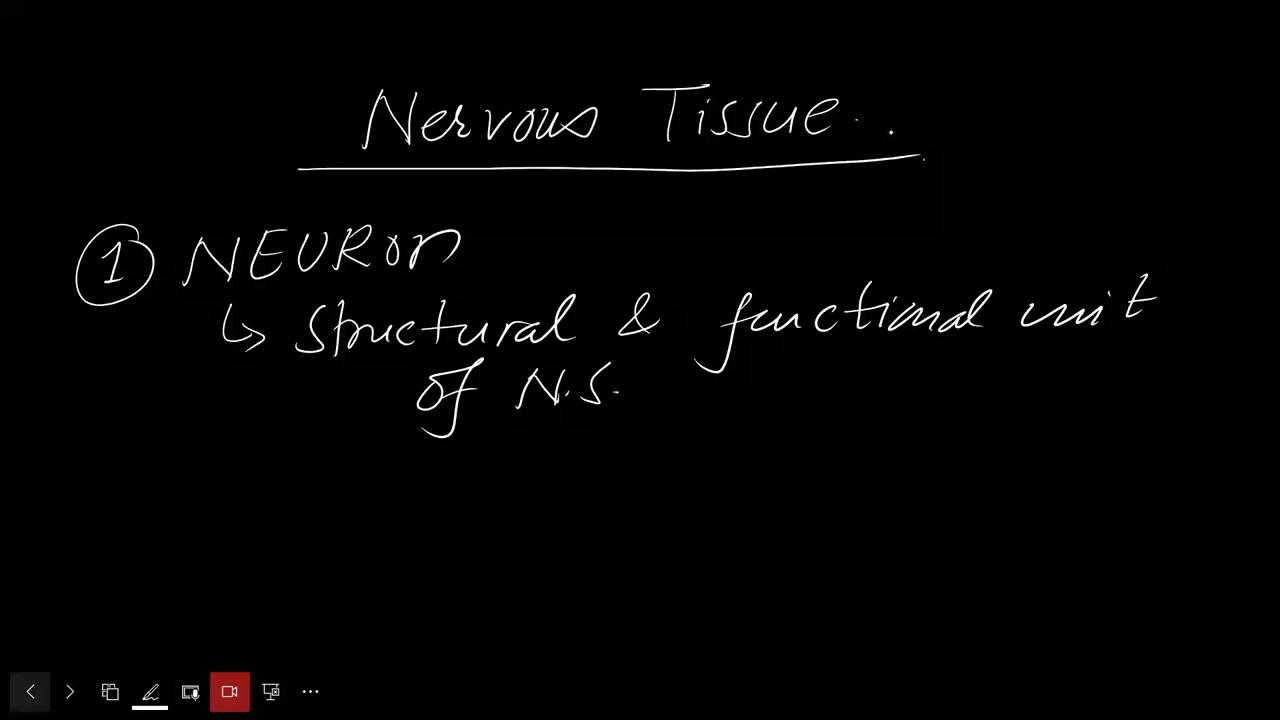 Nervous Tissue..
① NEURON
↳ Structural & functional unit
of N.S.